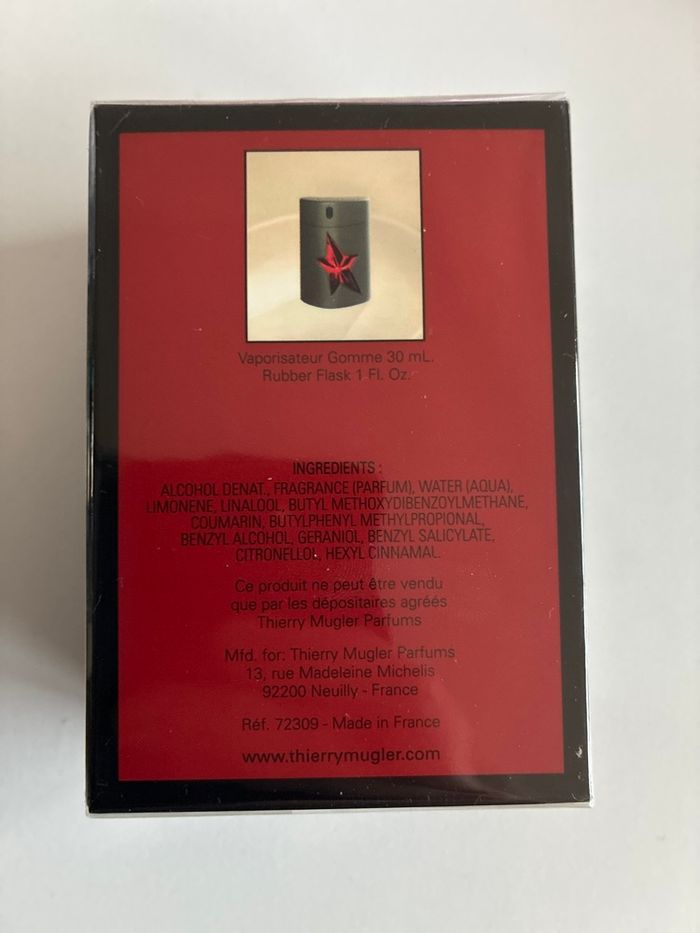 Vaporisateur Gomme 30 mL.
Rubber Flask 1 Fl. Oz.
INGREDIENTS :
ALCOHOL DENAT., FRAGRANCE (PARFUM), WATER (AQUA),
LIMONENE, LINALOOL, BUTYL METHOXYDIBENZOYLMETHANE,
COUMARIN, BUTYLPHENYL METHYLPROPIONAL,
BENZYL ALCOHOL, GERANIOL, BENZYL SALICYLATE,
CITRONELLOL, HEXYL CINNAMAL.
Ce produit ne peut être vendu
que par les dépositaires agréés
Thierry Mugler Parfums
Mfd. for: Thierry Mugler Parfums
13, rue Madeleine Michelis
92200 Neuilly - France
Réf. 72309 - Made in France
www.thierrymugler.com